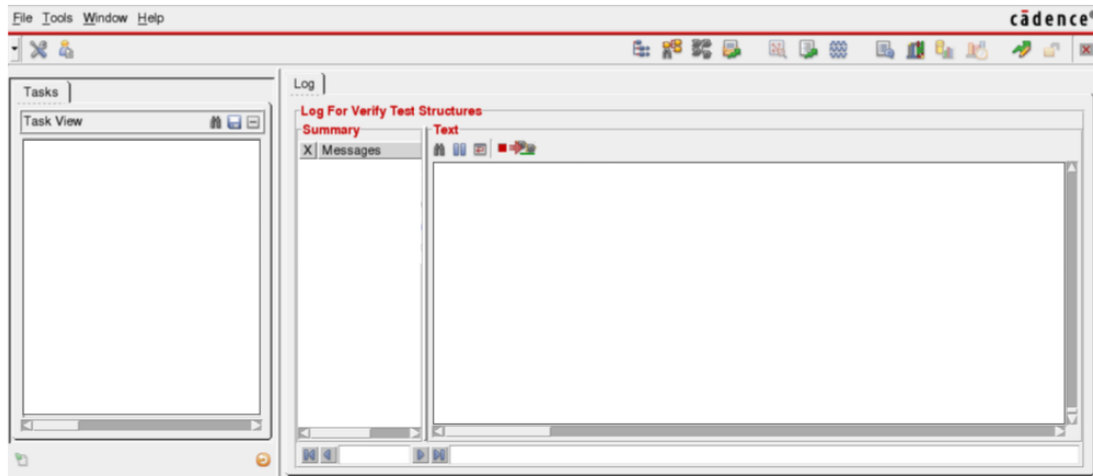 File Tools Window Help
cādence®
Tasks
Task View
Log
Log For Verify Test Structures
Summary
X Messages
Text